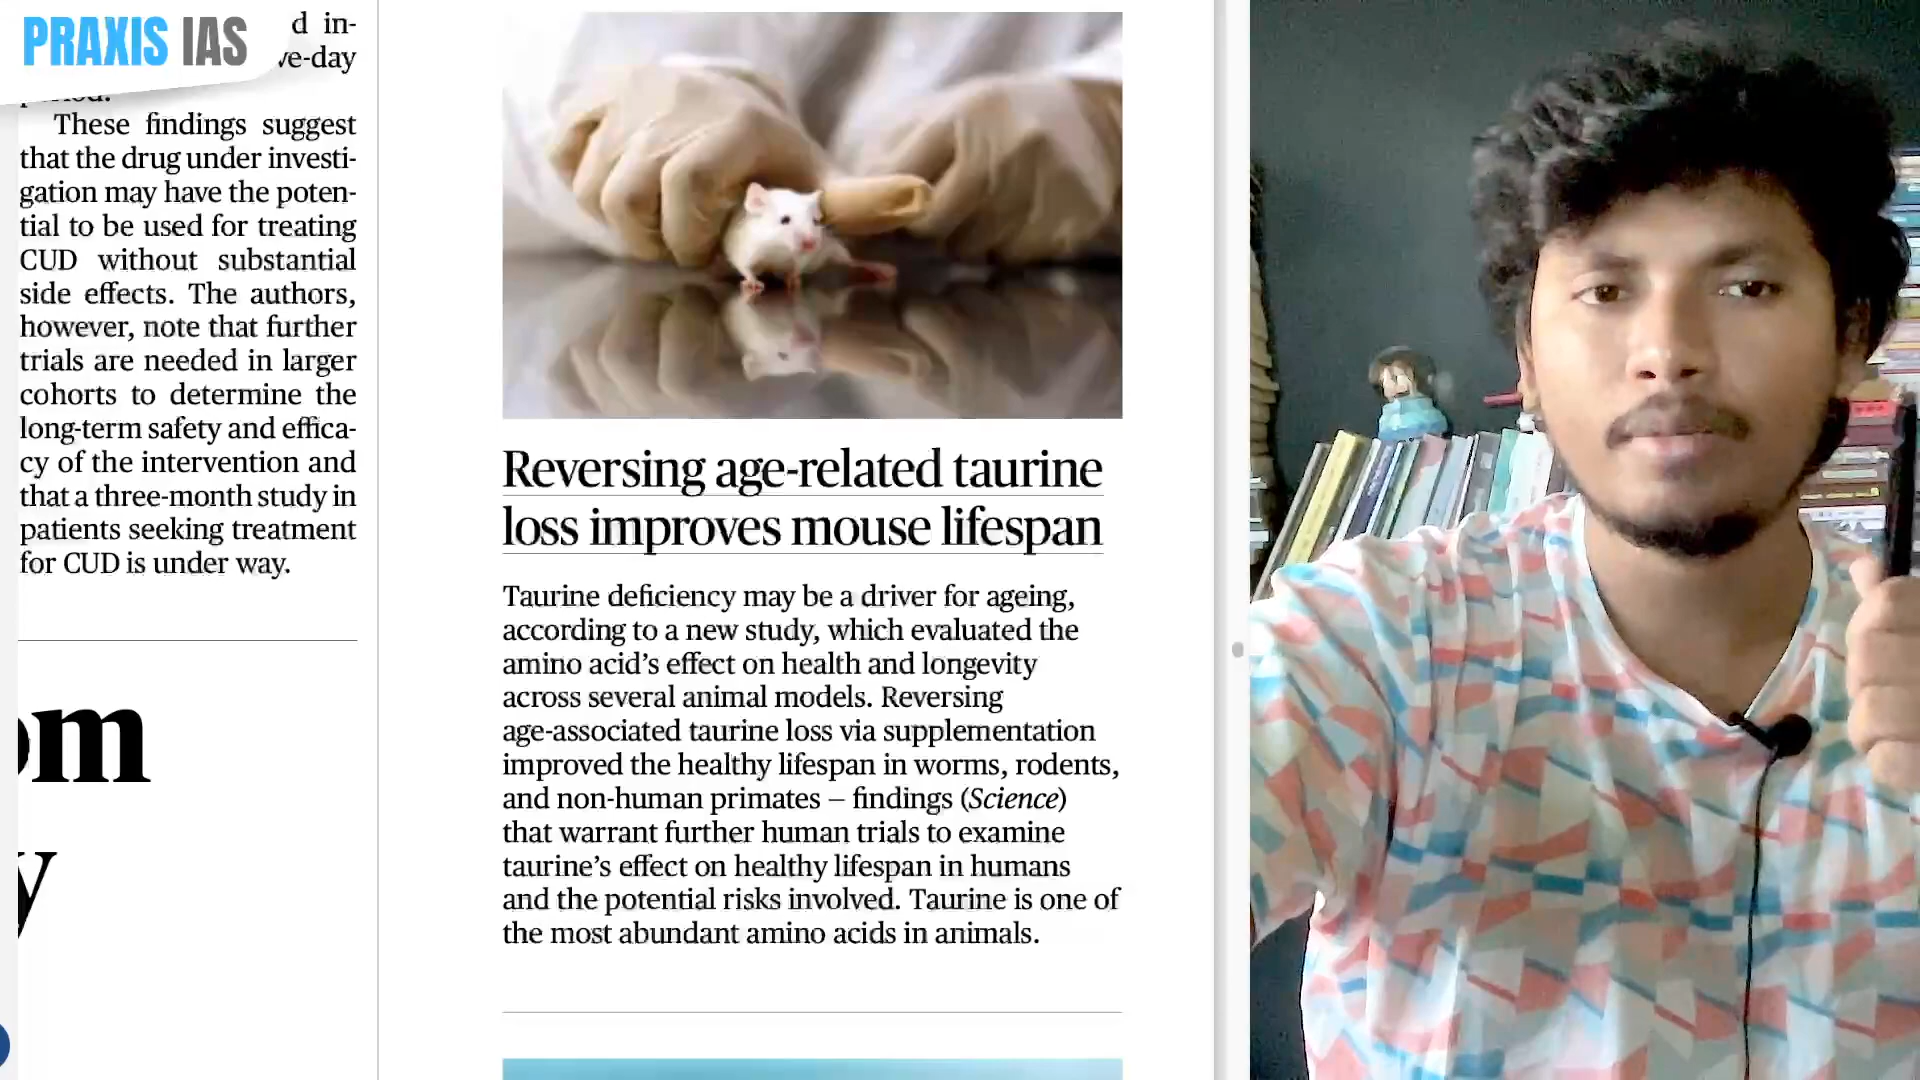 PRAXIS IAS
d in-
ve-day
These findings suggest
that the drug under investi-
gation may have the poten-
tial to be used for treating
CUD without substantial
side effects. The authors,
however, note that further
trials are needed in larger
cohorts to determine the
long-term safety and effica-
cy of the intervention and
that a three-month study in
patients seeking treatment
for CUD is under way.
om
y
Reversing age-related taurine
loss improves mouse lifespan
Taurine deficiency may be a driver for ageing,
according to a new study, which evaluated the
amino acid's effect on health and longevity
across several animal models. Reversing
age-associated taurine loss via supplementation
improved the healthy lifespan in worms, rodents,
and non-human primates – findings (Science)
that warrant further human trials to examine
taurine's effect on healthy lifespan in humans
and the potential risks involved. Taurine is one of
the most abundant amino acids in animals.